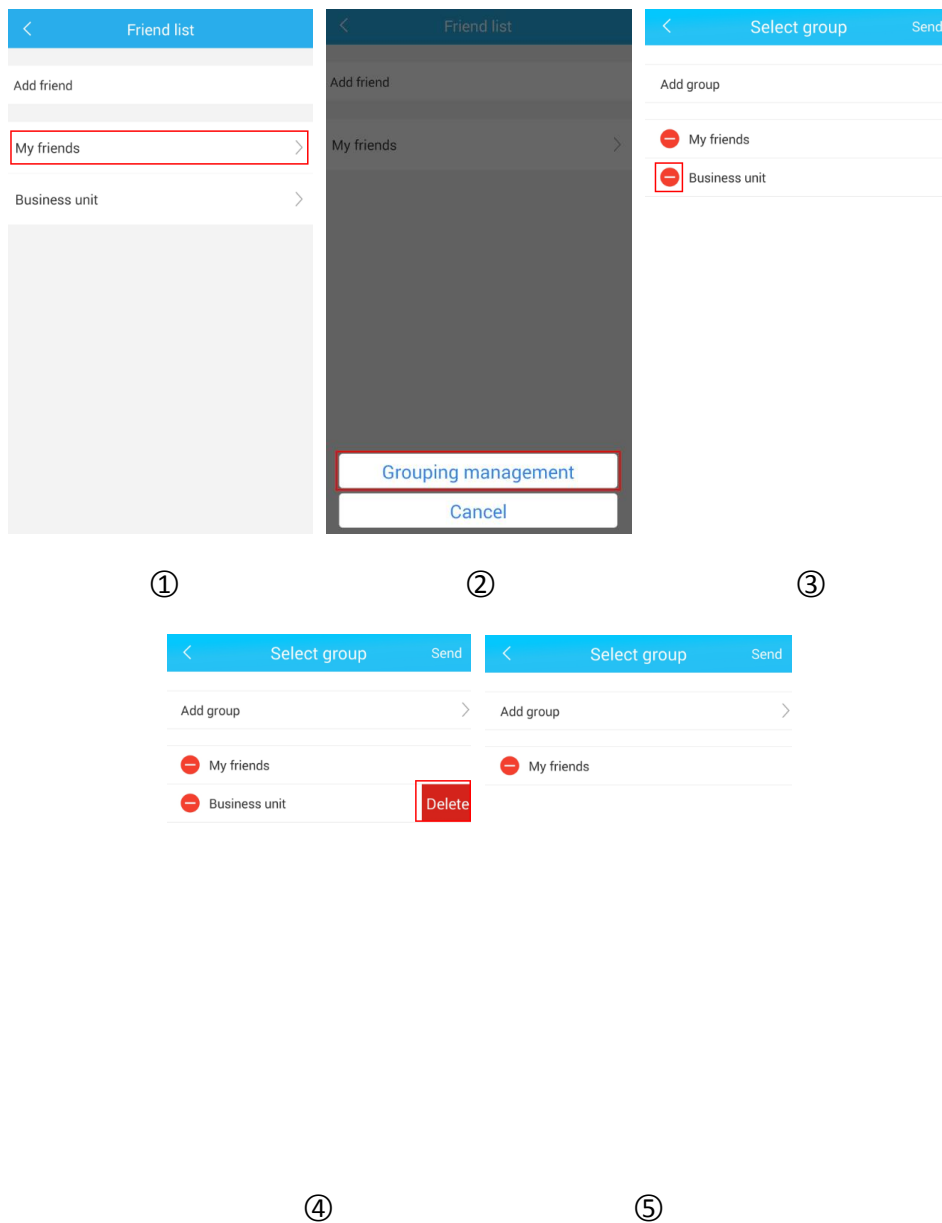 Friend list
Add friend
My friends
Business unit
①
Friend list
Add friend
My friends
Grouping management
Cancel
②
Select group Send
Add group
My friends
Business unit
③
Select group Send
Add group
My friends
Business unit Delete
④
Select group Send
Add group
My friends
⑤